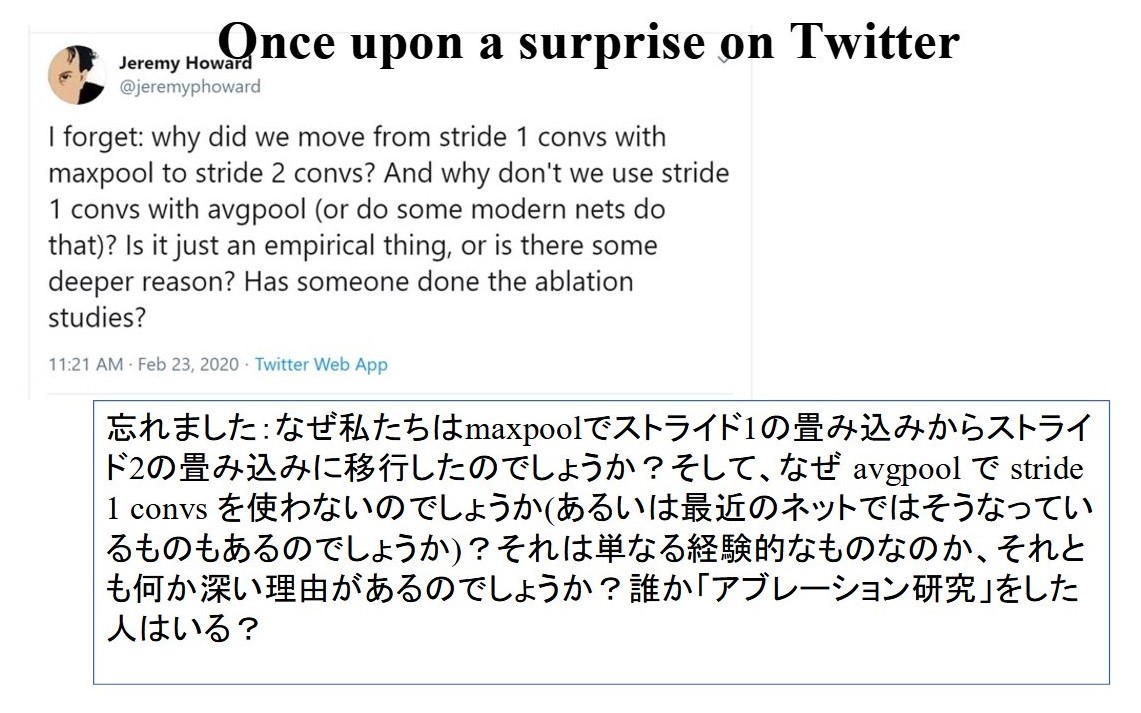 Once upon a surprise on Twitter
Jeremy Howard
@jeremyphoward
I forget: why did we move from stride 1 convs with
maxpool to stride 2 convs? And why don't we use stride
1 convs with avgpool (or do some modern nets do
that)? Is it just an empirical thing, or is there some
deeper reason? Has someone done the ablation
studies?
11:21 AM · Feb 23, 2020 · Twitter Web App
忘れました：なぜ私たちはmaxpoolでストライド1の畳み込みからストライ
ド2の畳み込みに移行したのでしょうか？そして、なぜ avgpool で stride
1 convs を使わないのでしょうか(あるいは最近のネットではそうなってい
るものもあるのでしょうか)？それは単なる経験的なものなのか、それと
も何か深い理由があるのでしょうか？誰か「アブレーション研究」をした
人はいる？